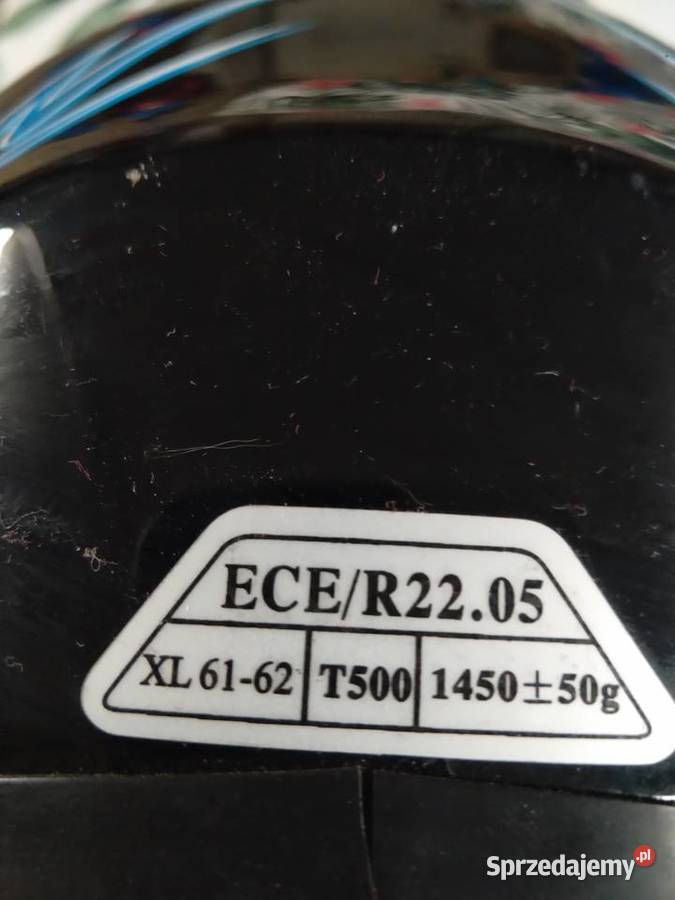 ECE/R22.05
XL 61-62 T500 1450±50g
Sprzedajemy.pl